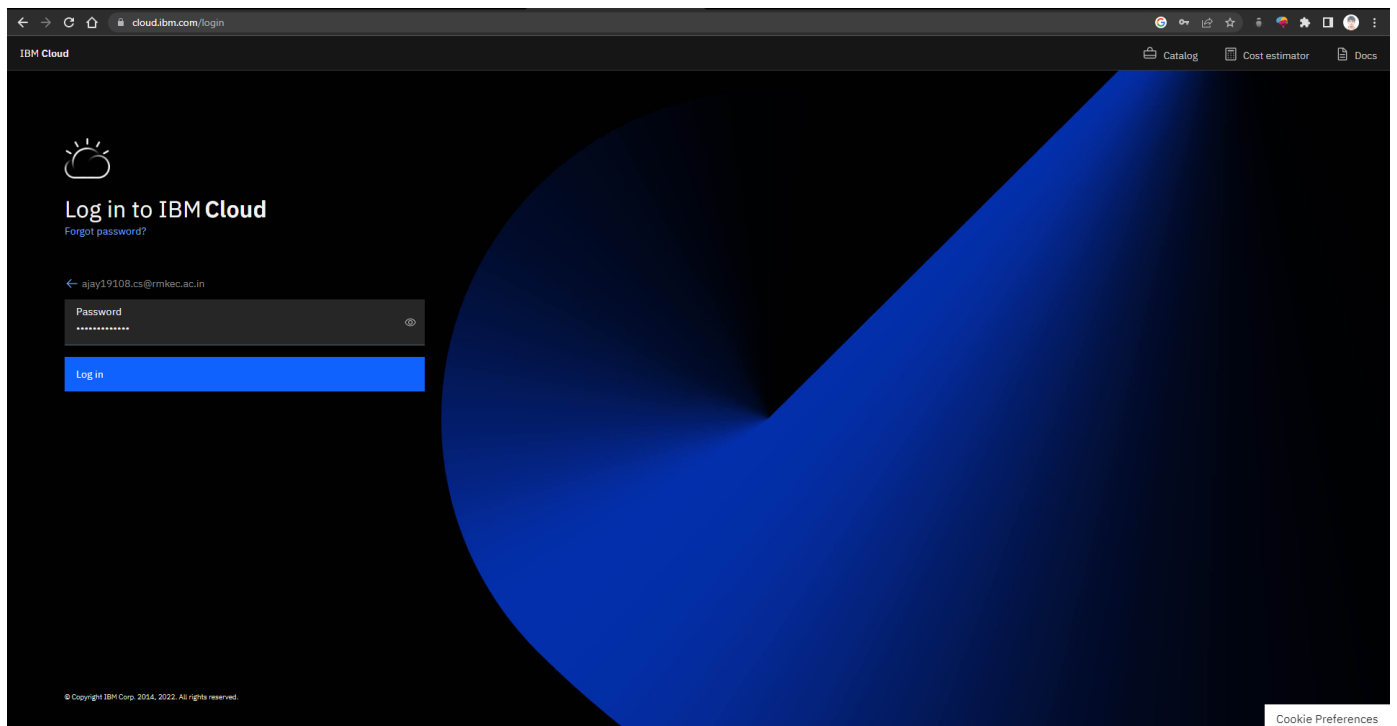 cloud.ibm.com/login
IBM Cloud
Catalog
Cost estimator
Docs
Log in to IBM Cloud
Forgot password?
← ajay19108.cs@rmkec.ac.in
Password
•••••••••••••
Log in
© Copyright IBM Corp. 2014, 2022. All rights reserved.
Cookie Preferences